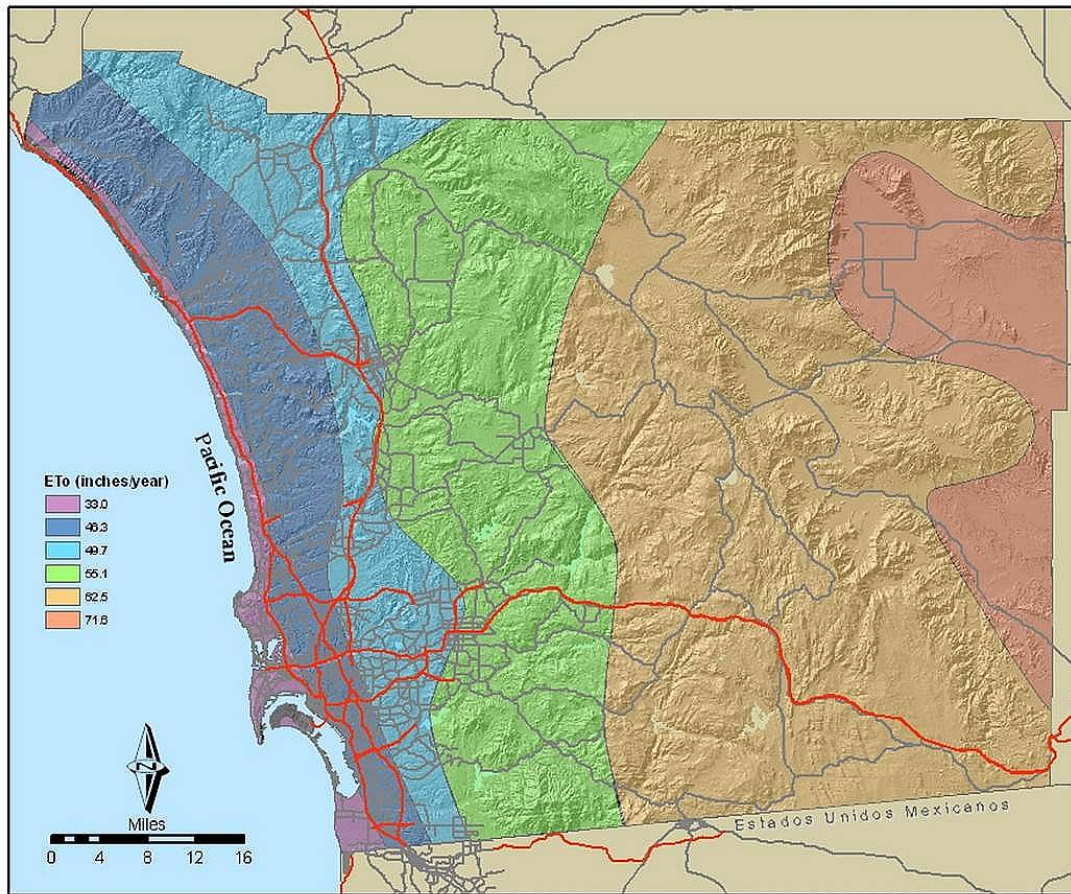 Pacific Ocean
ETo (inches/year)
33.0
46.3
49.7
55.1
62.5
71.6
N
Miles
0 4 8 12 16
Estados Unidos Mexicanos